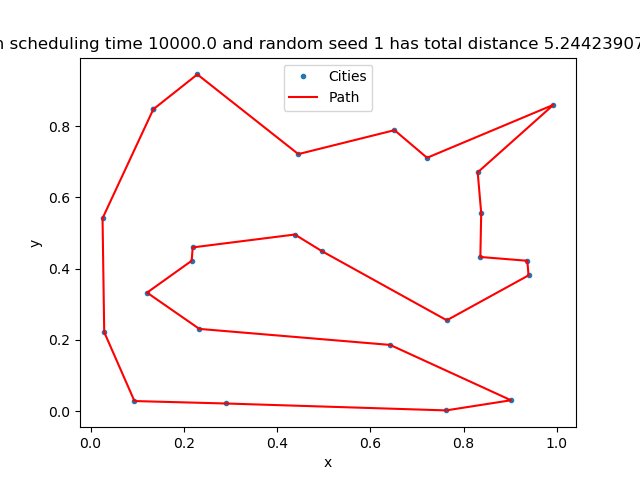 scheduling time 10000.0 and random seed 1 has total distance 5.24423907
Cities
Path
0.8
0.6
0.4
0.2
0.0
y
0.0 0.2 0.4 0.6 0.8 1.0
x